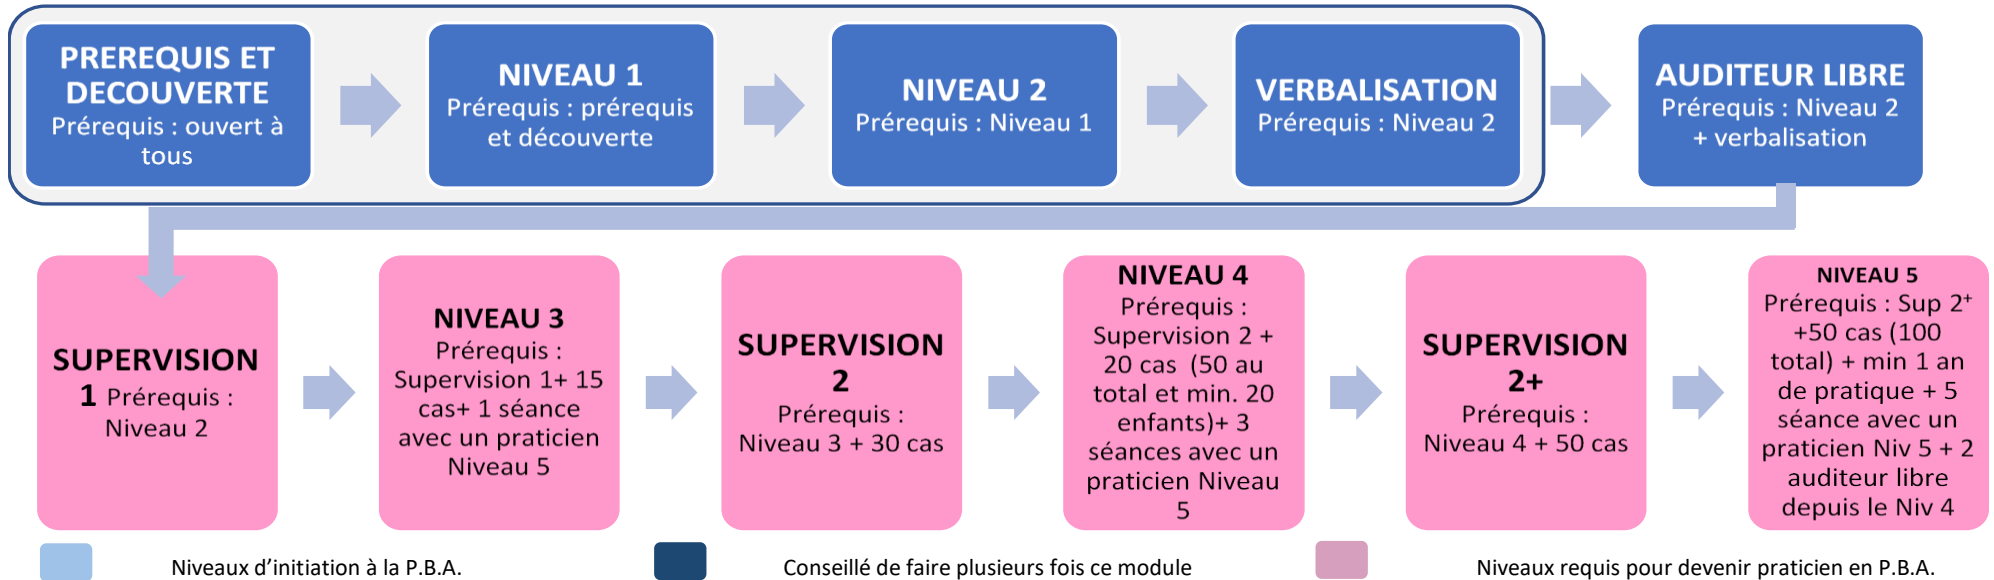 PREREQUIS ET
DECOUVERTE
Prérequis : ouvert à
tous
NIVEAU 1
Prérequis : prérequis
et découverte
NIVEAU 2
Prérequis : Niveau 1
VERBALISATION
Prérequis : Niveau 2
AUDITEUR LIBRE
Prérequis : Niveau 2
+ verbalisation
SUPERVISION
1 Prérequis :
Niveau 2
NIVEAU 3
Prérequis :
Supervision 1+ 15
cas+ 1 séance
avec un praticien
Niveau 5
SUPERVISION
2
Prérequis :
Niveau 3 + 30 cas
NIVEAU 4
Prérequis :
Supervision 2 +
20 cas (50 au
total et min. 20
enfants)+ 3
séances avec un
praticien Niveau
5
SUPERVISION
2+
Prérequis :
Niveau 4 + 50 cas
NIVEAU 5
Prérequis : Sup 2⁺
+50 cas (100
total) + min 1 an
de pratique + 5
séance avec un
praticien Niv 5 + 2
auditeur libre
depuis le Niv 4
Niveaux d’initiation à la P.B.A.
Conseillé de faire plusieurs fois ce module
Niveaux requis pour devenir praticien en P.B.A.